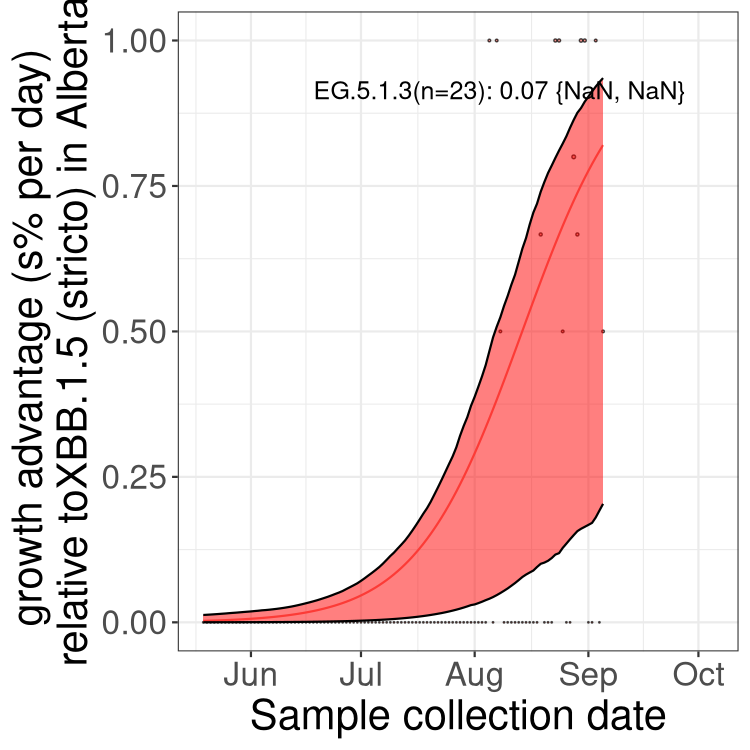 growth advantage (s% per day)
relative toXBB.1.5 (stricto) in Alberta
1.00
0.75
0.50
0.25
0.00
EG.5.1.3(n=23): 0.07 {NaN, NaN}
Jun Jul Aug Sep Oct
Sample collection date